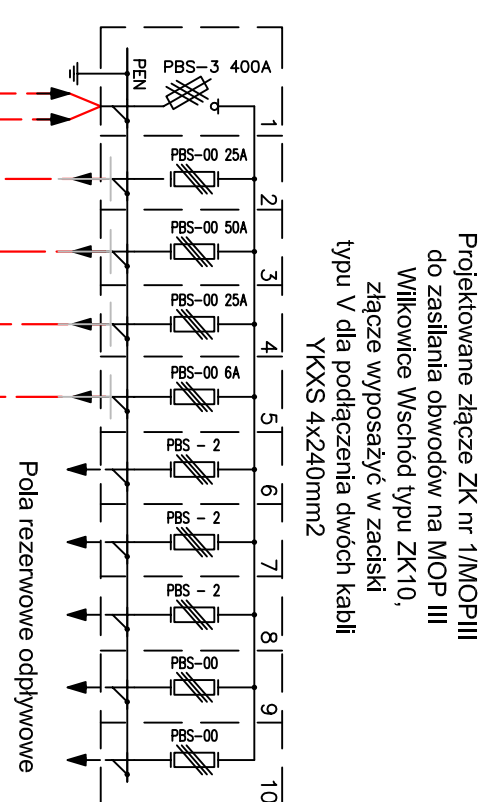 Projektowane złącze ZK nr 1/MOPIII
do zasilania obwodów na MOP III
Wilkowice Wschód typu ZK10,
złącze wyposażyć w zaciski
typu V dla podłączenia dwóch kabli
YKXS 4x240mm2
PEN
PBS-3 400A
1
PBS-00 25A
2
PBS-00 50A
3
PBS-00 25A
4
PBS-00 6A
5
PBS - 2
6
PBS - 2
7
PBS - 2
8
PBS-00
9
PBS-00
10
Pola rezerwowe odpływowe